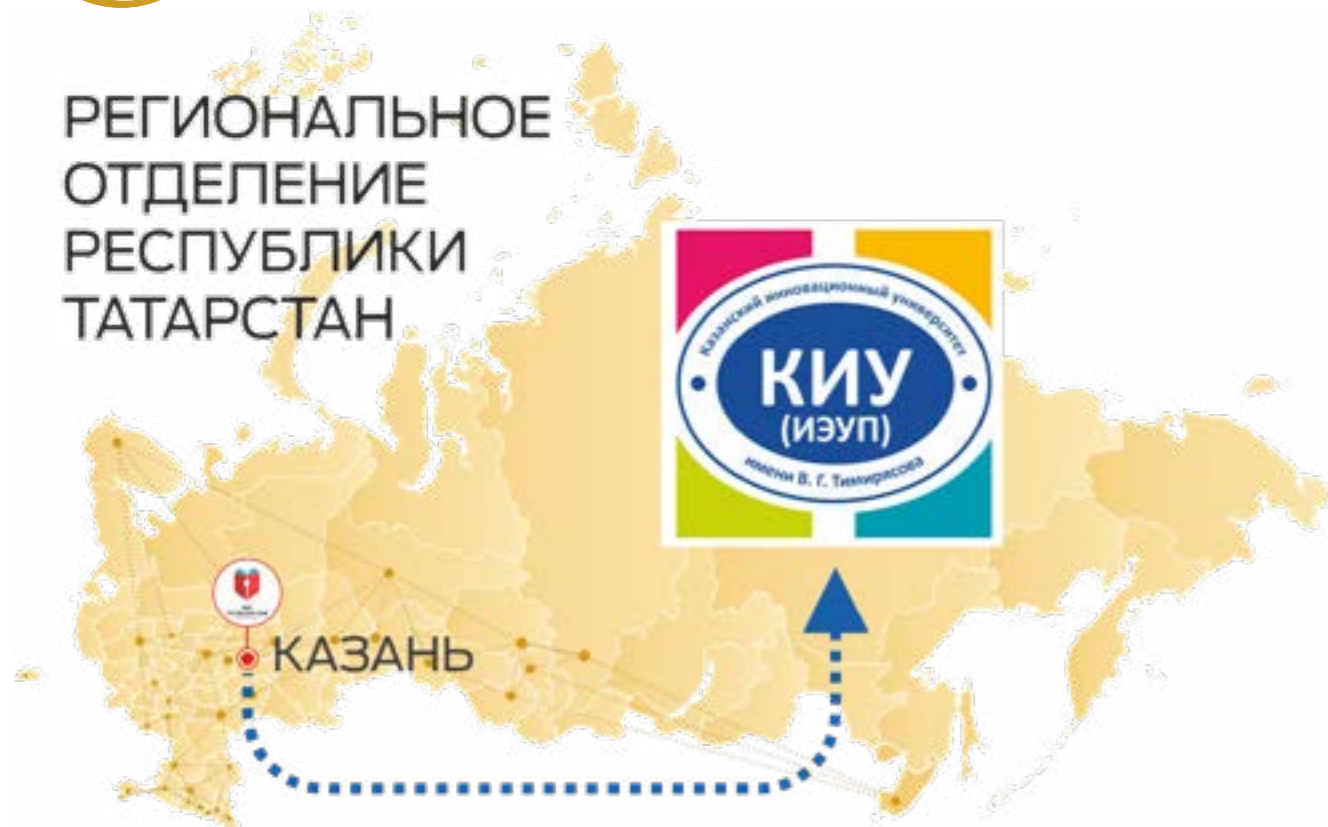 РЕГИОНАЛЬНОЕ
ОТДЕЛЕНИЕ
РЕСПУБЛИКИ
ТАТАРСТАН
Казанский инновационный университет
КИУ
(ИЭУП)
имени В. Г. Тимирясова
КАЗАНЬ